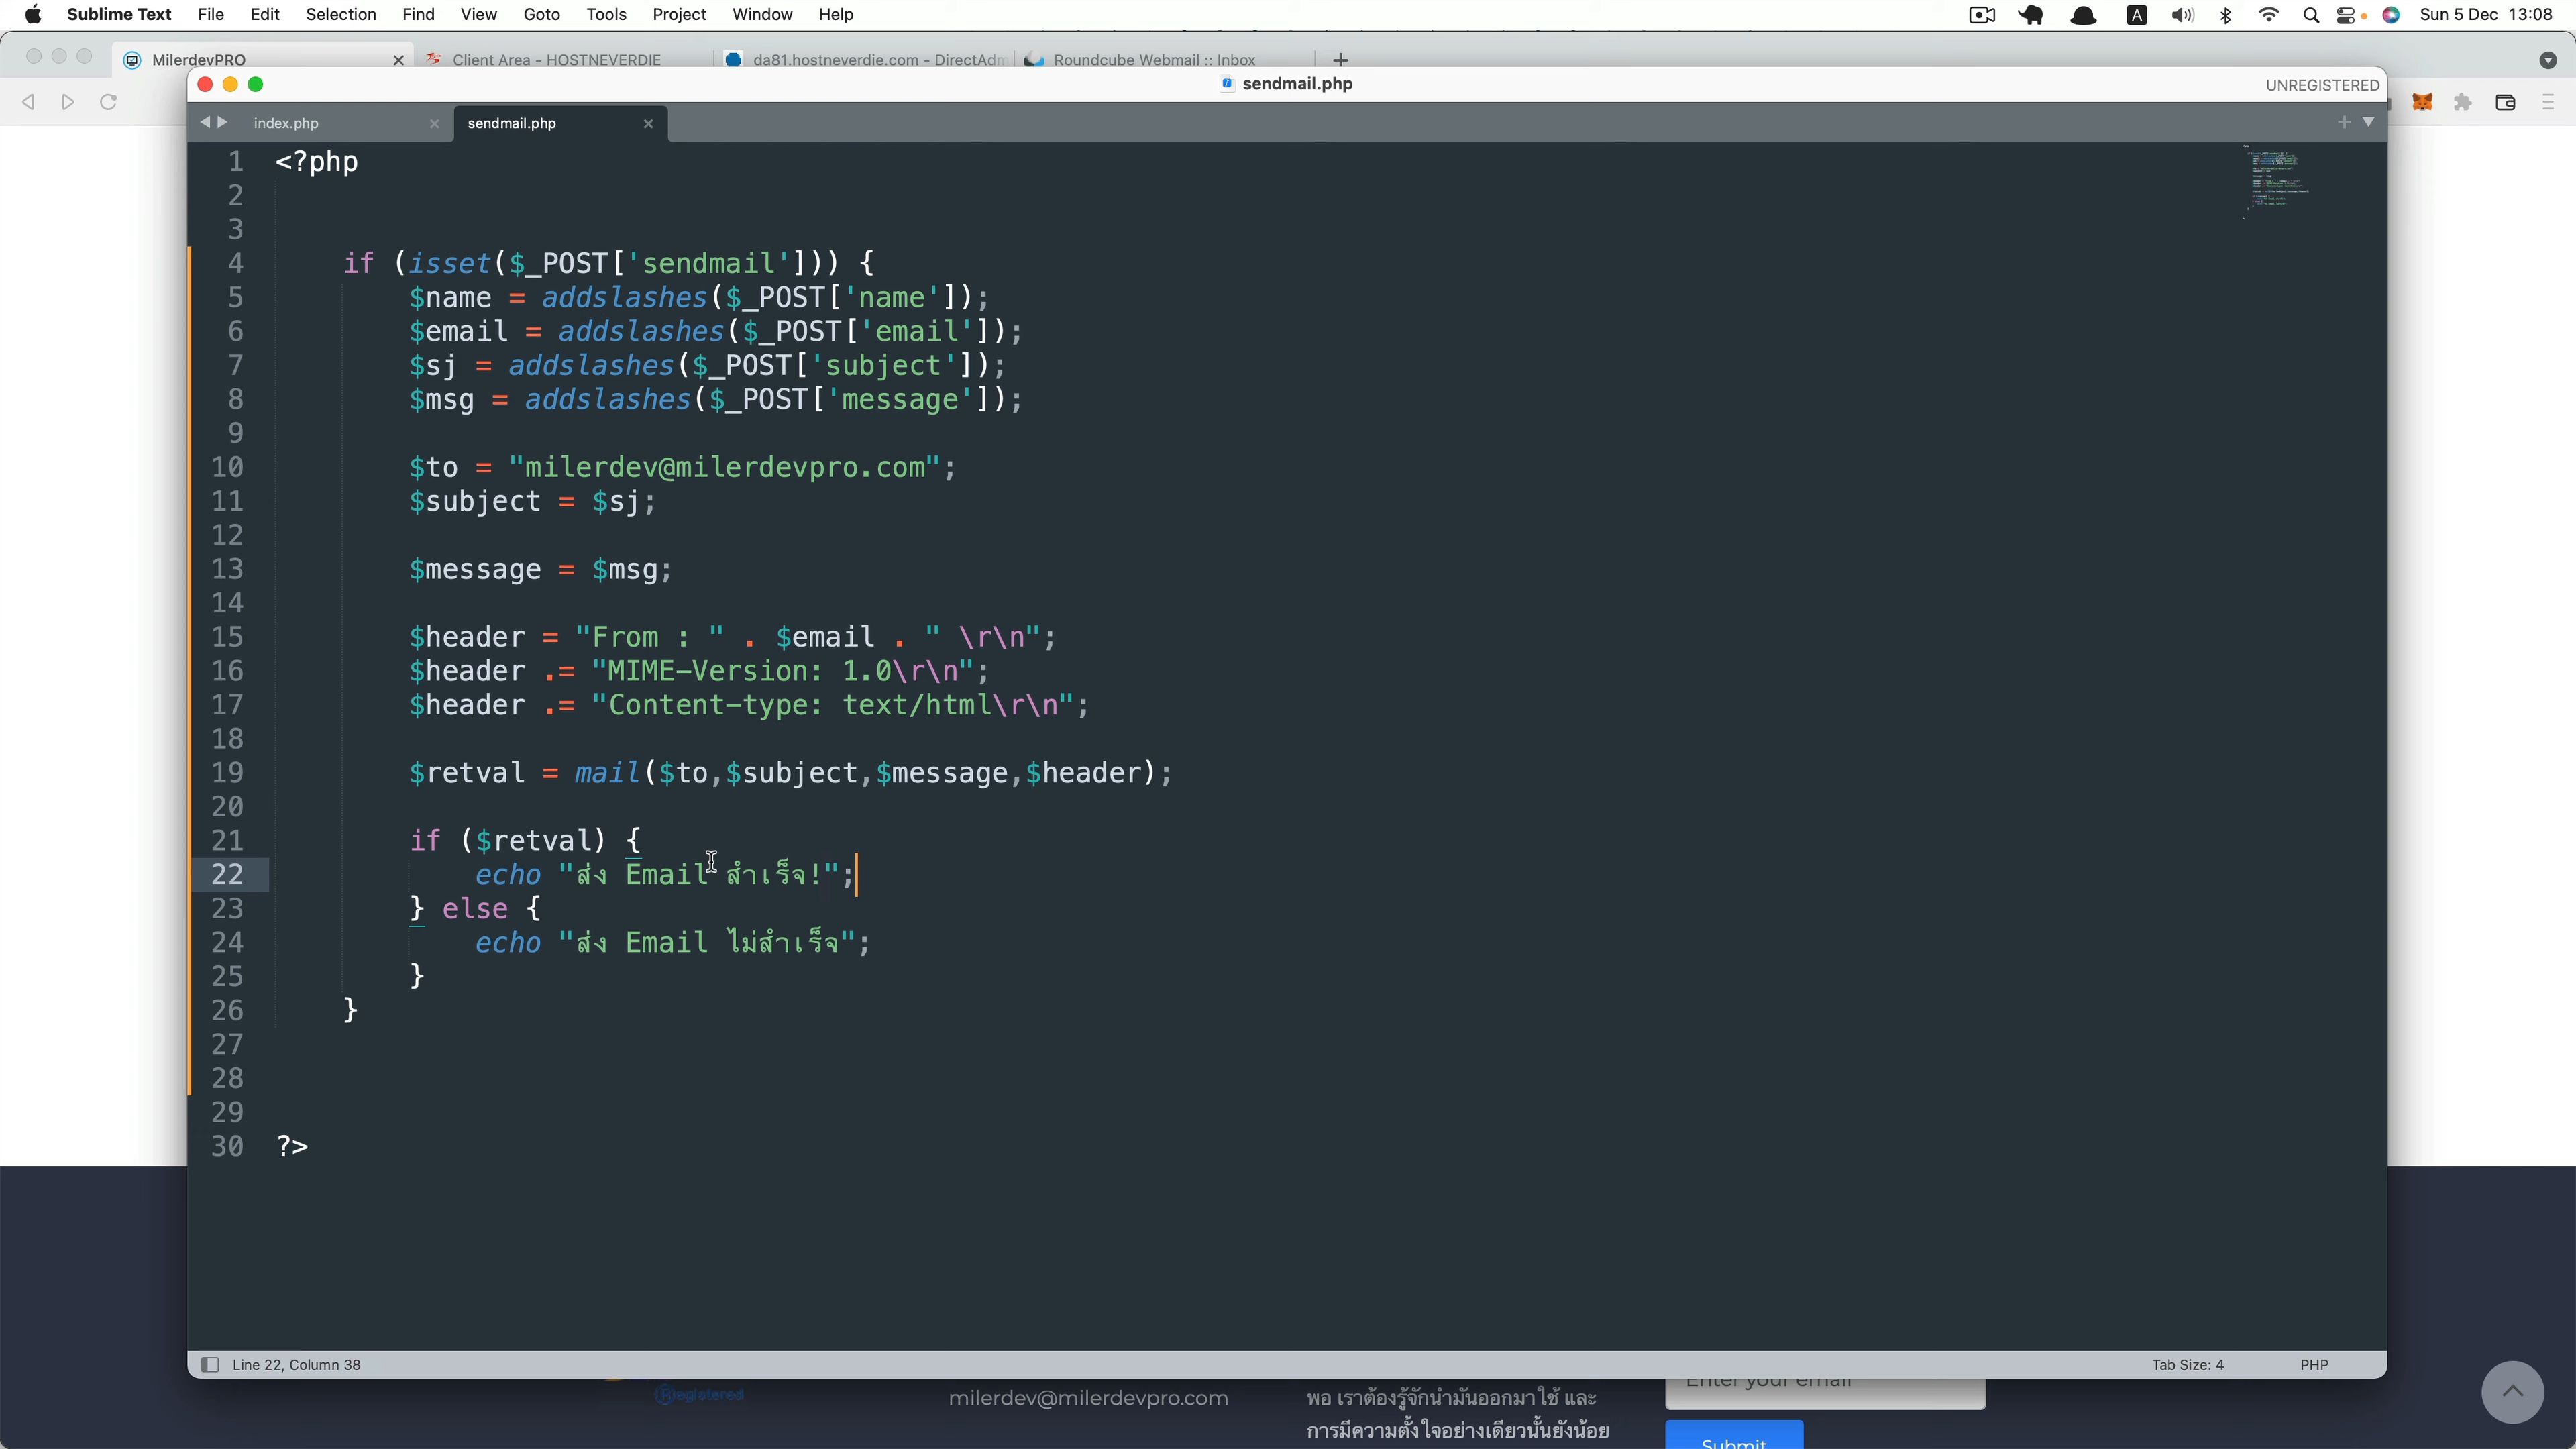 Sublime Text File Edit Selection Find View Goto Tools Project Window Help A Sun 5 Dec 13:08
MilerdevPRO Client Area - HOSTNEVERDIE da81.hostneverdie.com - DirectAdm Roundcube Webmail :: Inbox
sendmail.php UNREGISTERED
index.php sendmail.php
1 <?php
2
3
4 if (isset($_POST['sendmail'])) {
5 $name = addslashes($_POST['name']);
6 $email = addslashes($_POST['email']);
7 $sj = addslashes($_POST['subject']);
8 $msg = addslashes($_POST['message']);
9
10 $to = "milerdev@milerdevpro.com";
11 $subject = $sj;
12
13 $message = $msg;
14
15 $header = "From : " . $email . " \r\n";
16 $header .= "MIME-Version: 1.0\r\n";
17 $header .= "Content-type: text/html\r\n";
18
19 $retval = mail($to,$subject,$message,$header);
20
21 if ($retval) {
22 echo "ส่ง Email สำเร็จ!";
23 } else {
24 echo "ส่ง Email ไม่สำเร็จ";
25 }
26 }
27
28
29
30 ?>
Line 22, Column 38 Tab Size: 4 PHP
Registered milerdev@milerdevpro.com พอ เราต้องรู้จักนำมันออกมาใช้ และ Enter your email
การมีความตั้งใจอย่างเดียวนั้นยังน้อย Submit